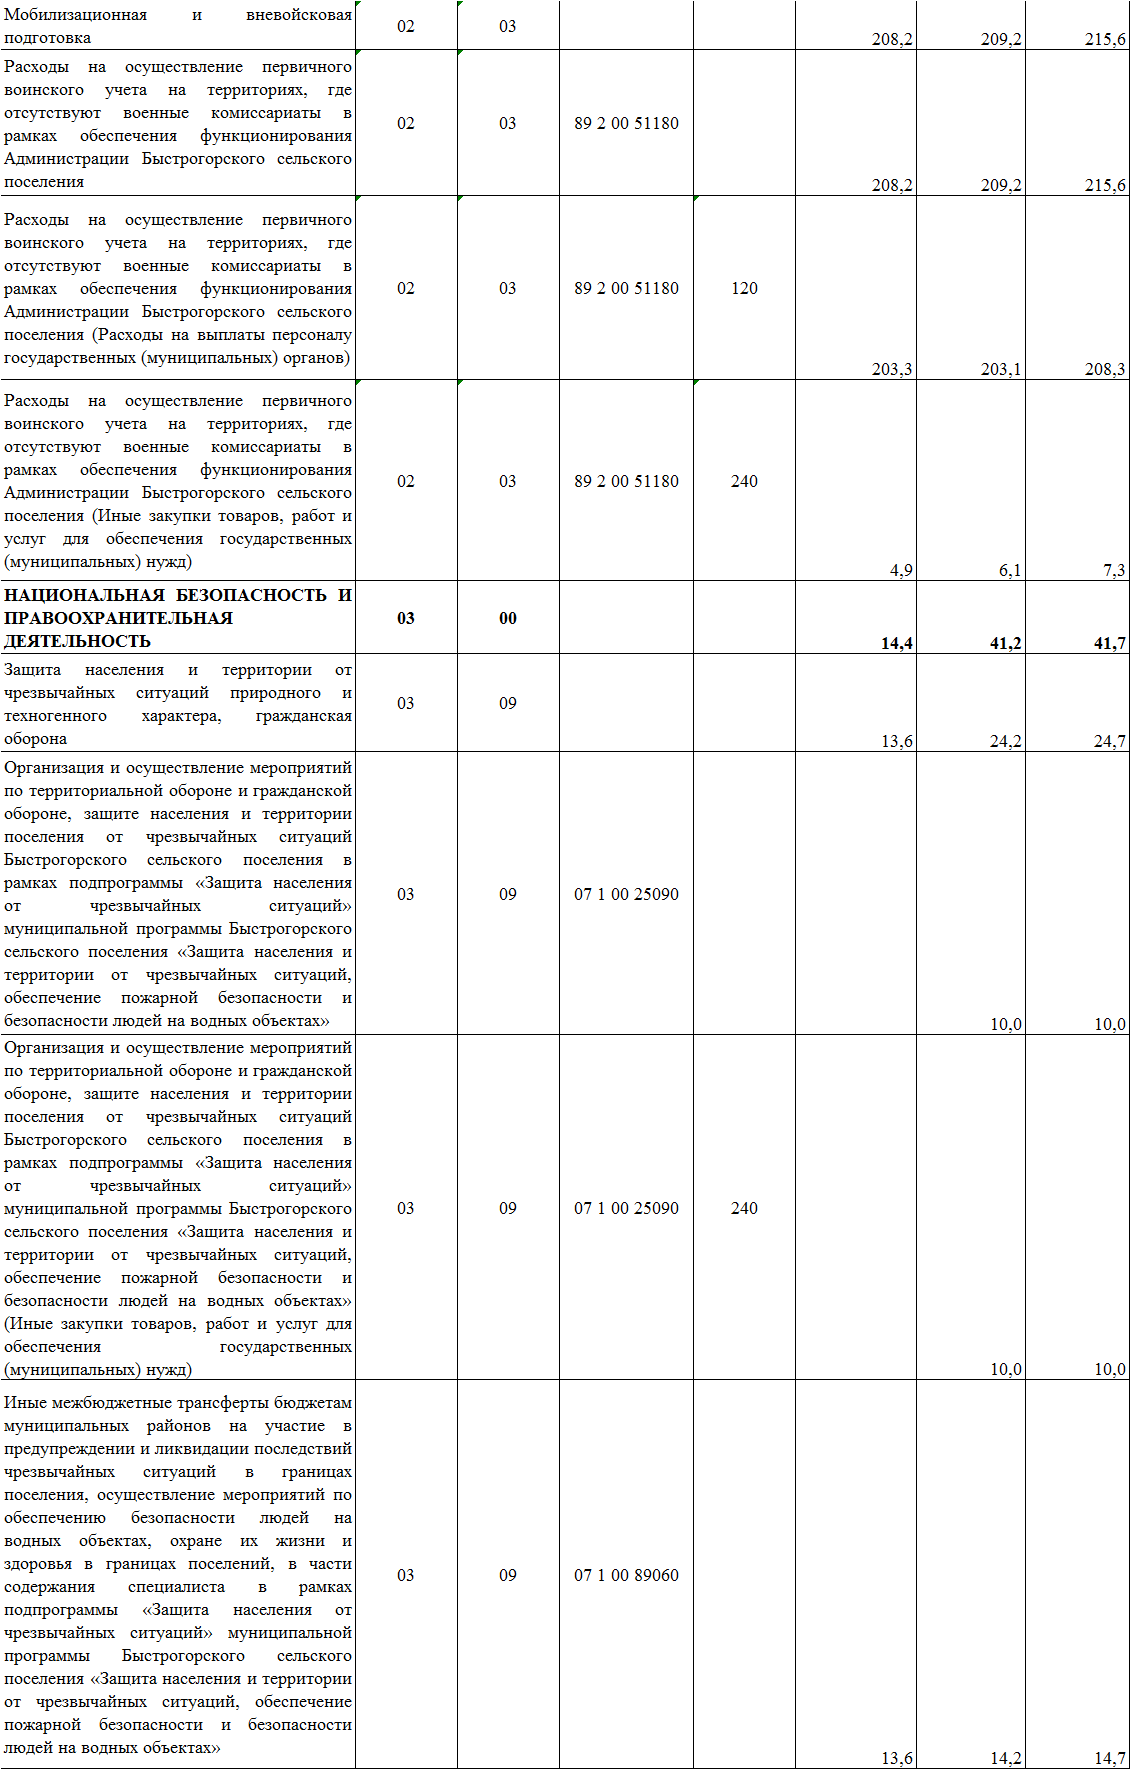 Мобилизационная и вневойсковая
подготовка
02 03 208,2 209,2 215,6
Расходы на осуществление первичного
воинского учета на территориях, где
отсутствуют военные комиссариаты в
рамках обеспечения функционирования
Администрации Быстрогорского сельского
поселения
02 03 89 2 00 51180 208,2 209,2 215,6
Расходы на осуществление первичного
воинского учета на территориях, где
отсутствуют военные комиссариаты в
рамках обеспечения функционирования
Администрации Быстрогорского сельского
поселения (Расходы на выплаты персоналу
государственных (муниципальных) органов)
02 03 89 2 00 51180 120 203,3 203,1 208,3
Расходы на осуществление первичного
воинского учета на территориях, где
отсутствуют военные комиссариаты в
рамках обеспечения функционирования
Администрации Быстрогорского сельского
поселения (Иные закупки товаров, работ и
услуг для обеспечения государственных
(муниципальных) нужд)
02 03 89 2 00 51180 240 4,9 6,1 7,3
НАЦИОНАЛЬНАЯ БЕЗОПАСНОСТЬ И
ПРАВООХРАНИТЕЛЬНАЯ
ДЕЯТЕЛЬНОСТЬ
03 00 14,4 41,2 41,7
Защита населения и территории от
чрезвычайных ситуаций природного и
техногенного характера, гражданская
оборона
03 09 13,6 24,2 24,7
Организация и осуществление мероприятий
по территориальной обороне и гражданской
обороне, защите населения и территории
поселения от чрезвычайных ситуаций
Быстрогорского сельского поселения в
рамках подпрограммы «Защита населения
от чрезвычайных ситуаций»
муниципальной программы Быстрогорского
сельского поселения «Защита населения и
территории от чрезвычайных ситуаций,
обеспечение пожарной безопасности и
безопасности людей на водных объектах»
03 09 07 1 00 25090 10,0 10,0
Организация и осуществление мероприятий
по территориальной обороне и гражданской
обороне, защите населения и территории
поселения от чрезвычайных ситуаций
Быстрогорского сельского поселения в
рамках подпрограммы «Защита населения
от чрезвычайных ситуаций»
муниципальной программы Быстрогорского
сельского поселения «Защита населения и
территории от чрезвычайных ситуаций,
обеспечение пожарной безопасности и
безопасности людей на водных объектах»
(Иные закупки товаров, работ и услуг для
обеспечения государственных
(муниципальных) нужд)
03 09 07 1 00 25090 240 10,0 10,0
Иные межбюджетные трансферты бюджетам
муниципальных районов на участие в
предупреждении и ликвидации последствий
чрезвычайных ситуаций в границах
поселения, осуществление мероприятий по
обеспечению безопасности людей на
водных объектах, охране их жизни и
здоровья в границах поселений, в части
содержания специалиста в рамках
подпрограммы «Защита населения от
чрезвычайных ситуаций» муниципальной
программы Быстрогорского сельского
поселения «Защита населения и территории
от чрезвычайных ситуаций, обеспечение
пожарной безопасности и безопасности
людей на водных объектах»
03 09 07 1 00 89060 13,6 14,2 14,7